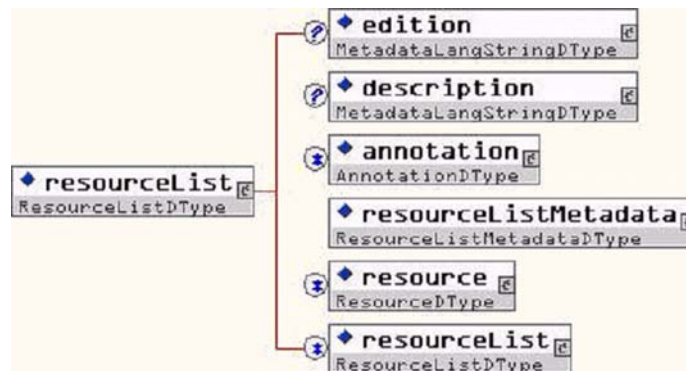 edition
MetadataLangStringDType
description
MetadataLangStringDType
annotation
AnnotationDType
resourceList
ResourceListDType
resourceListMetadata
ResourceListMetadataDType
resource
ResourceDType
resourceList
ResourceListDType